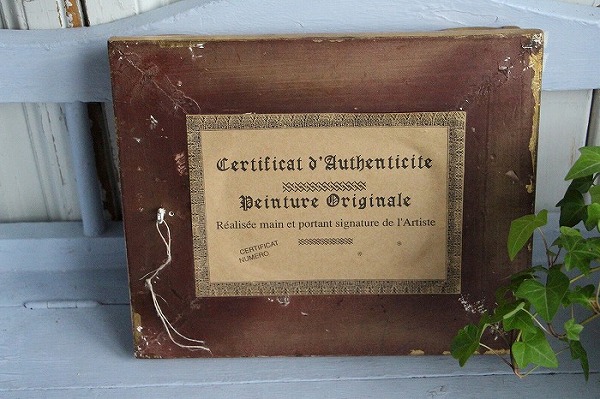 Certificat d'Authenticite
Peinture Originale
Réalisée main et portant signature de l'Artiste
CERTIFICAT
NUMERO